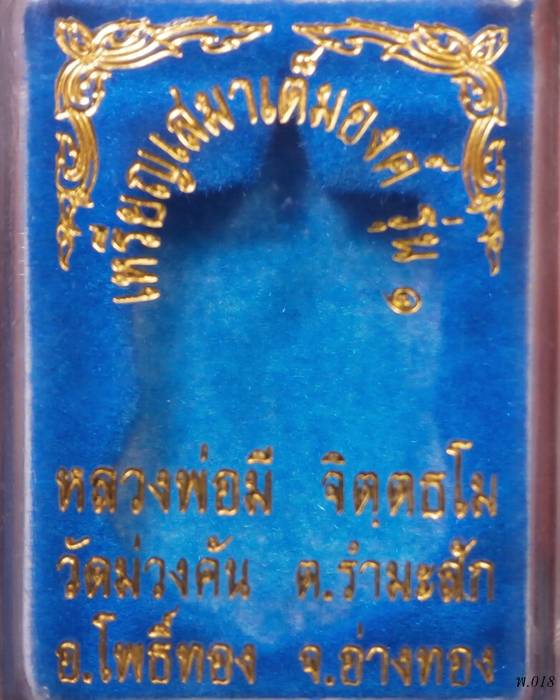 เหรียญเสมาเต็มองค์ ที่ ๑
หลวงพ่อมี จิตฺตธโม
วัดม่วงคัน ต.รำมะสัก
อ.โพธิ์ทอง จ.อ่างทอง
พ.018